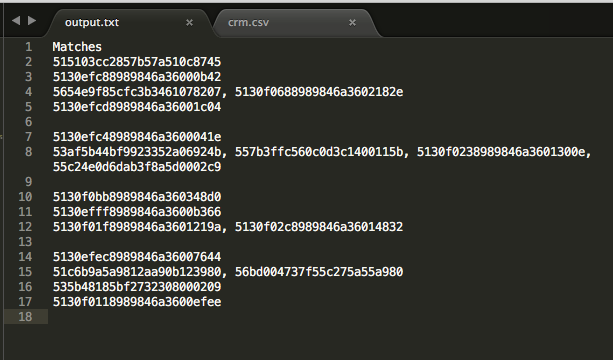 output.txt × crm.csv ×
1 Matches
2 515103cc2857b57a510c8745
3 5130efc88989846a36000b42
4 5654e9f85cfc3b3461078207, 5130f0688989846a3602182e
5 5130efcd8989846a36001c04
6
7 5130efc48989846a3600041e
8 53af5b44bf9923352a06924b, 557b3ffc560c0d3c1400115b, 5130f0238989846a3601300e,
55c24e0d6dab3f8a5d0002c9
9
10 5130f0bb8989846a360348d0
11 5130efff8989846a3600b366
12 5130f01f8989846a3601219a, 5130f02c8989846a36014832
13
14 5130efec8989846a36007644
15 51c6b9a5a9812aa90b123980, 56bd004737f55c275a55a980
16 535b48185bf2732308000209
17 5130f0118989846a3600efee
18